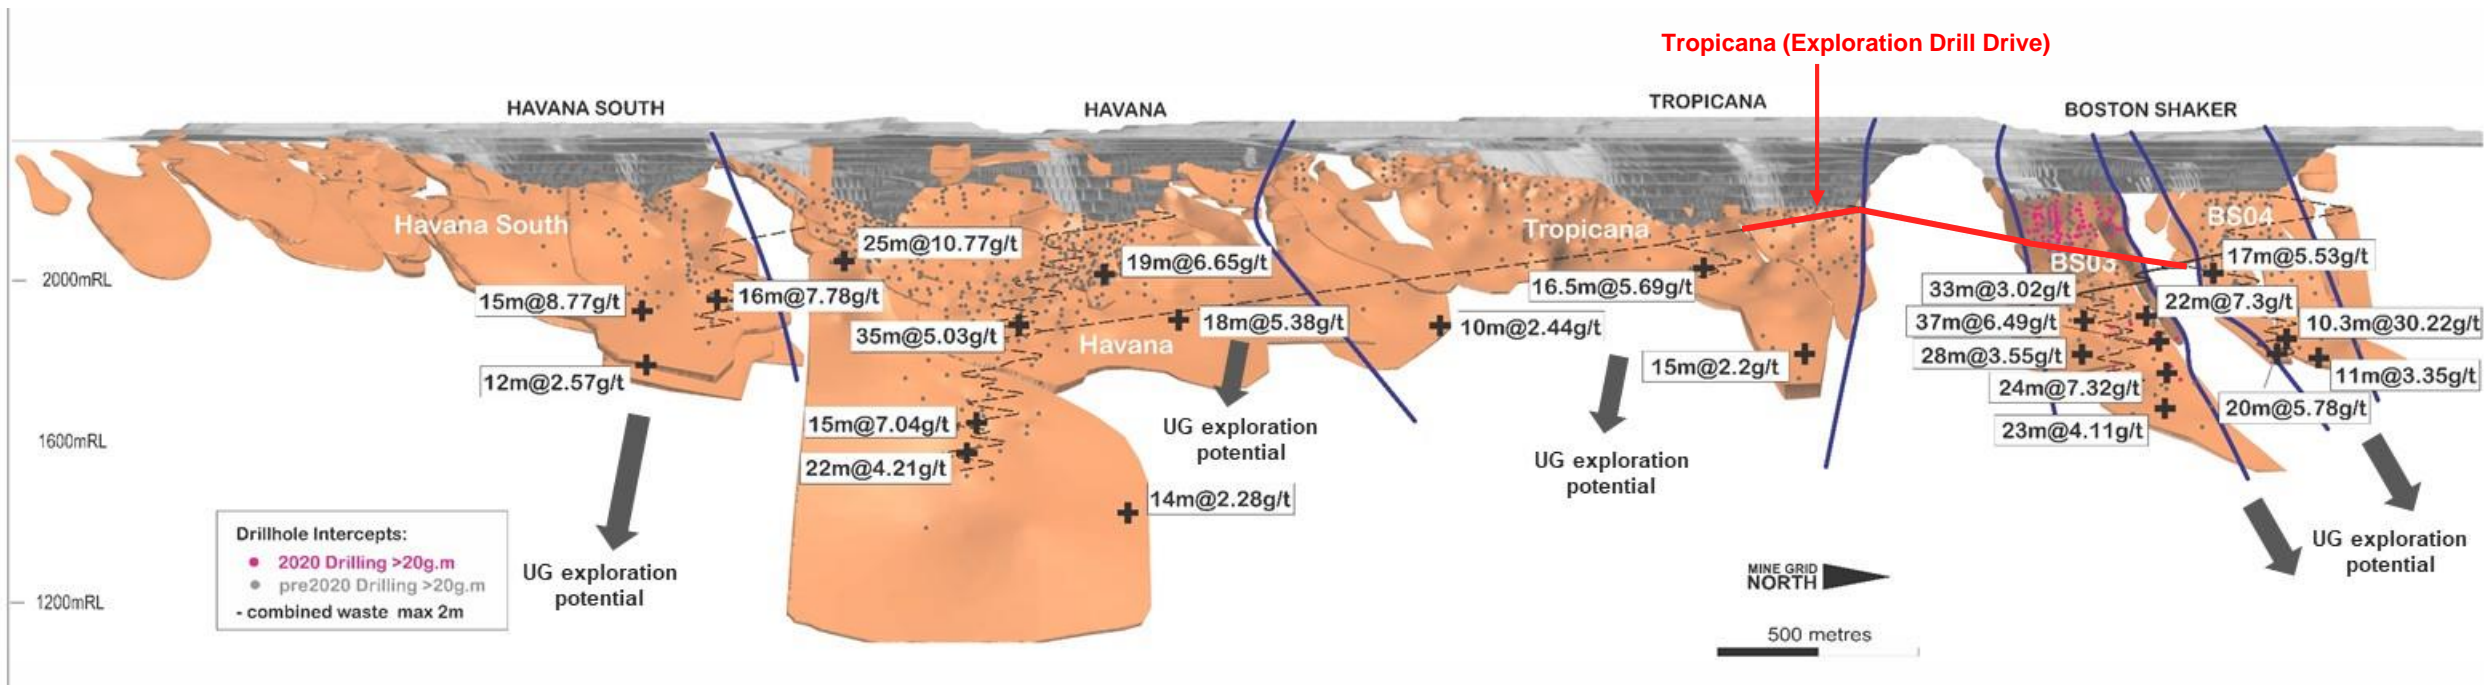 Tropicana (Exploration Drill Drive)
HAVANA SOUTH
HAVANA
TROPICANA
BOSTON SHAKER
Havana South
25m@10.77g/t
19m@6.65g/t
Tropicana
BS04
17m@5.53g/t
BS03
2000mRL
15m@8.77g/t
16m@7.78g/t
16.5m@5.69g/t
33m@3.02g/t
22m@7.3g/t
35m@5.03g/t
18m@5.38g/t
10m@2.44g/t
37m@6.49g/t
10.3m@30.22g/t
Havana
28m@3.55g/t
12m@2.57g/t
15m@2.2g/t
24m@7.32g/t
11m@3.35g/t
20m@5.78g/t
15m@7.04g/t
23m@4.11g/t
1600mRL
UG exploration
potential
22m@4.21g/t
UG exploration
potential
14m@2.28g/t
UG exploration
potential
UG exploration
potential
Drillhole Intercepts:
2020 Drilling >20g.m
pre2020 Drilling >20g.m
- combined waste max 2m
1200mRL
MINE GRID
NORTH
500 metres